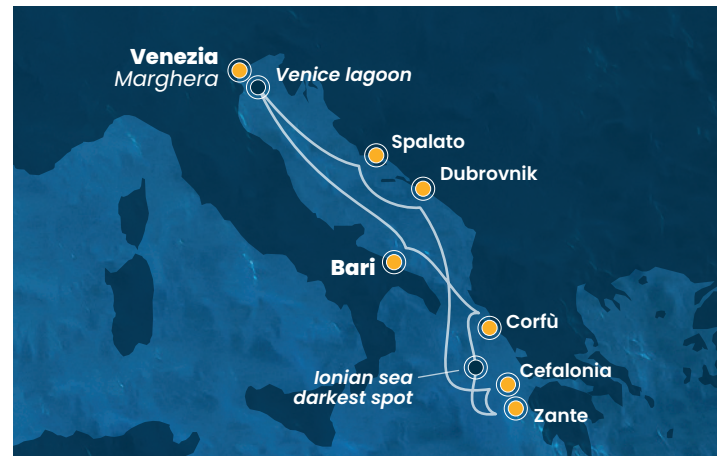 Venezia
Marghera
Venice lagoon
Spalato
Dubrovnik
Bari
Corfù
Ionian sea
darkest spot
Cefalonia
Zante